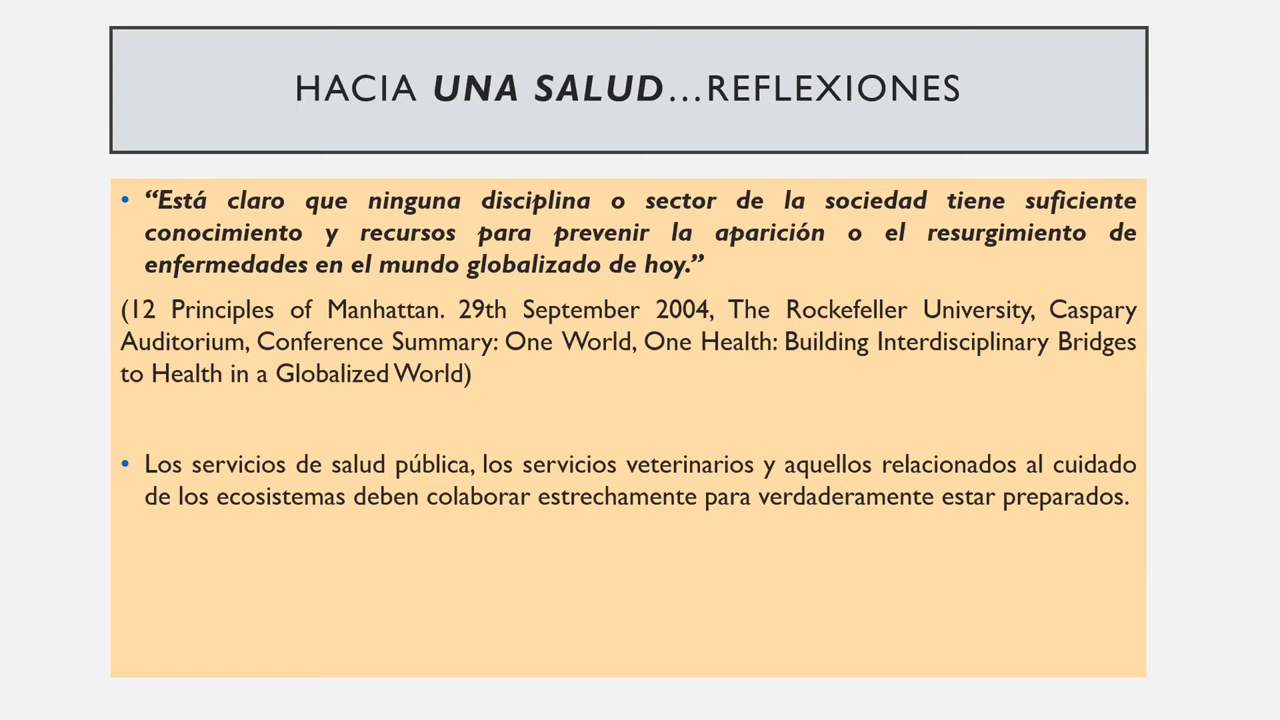 HACIA UNA SALUD...REFLEXIONES
• “Está claro que ninguna disciplina o sector de la sociedad tiene suficiente
conocimiento y recursos para prevenir la aparición o el resurgimiento de
enfermedades en el mundo globalizado de hoy.”
(12 Principles of Manhattan. 29th September 2004, The Rockefeller University, Caspary
Auditorium, Conference Summary: One World, One Health: Building Interdisciplinary Bridges
to Health in a Globalized World)
• Los servicios de salud pública, los servicios veterinarios y aquellos relacionados al cuidado
de los ecosistemas deben colaborar estrechamente para verdaderamente estar preparados.